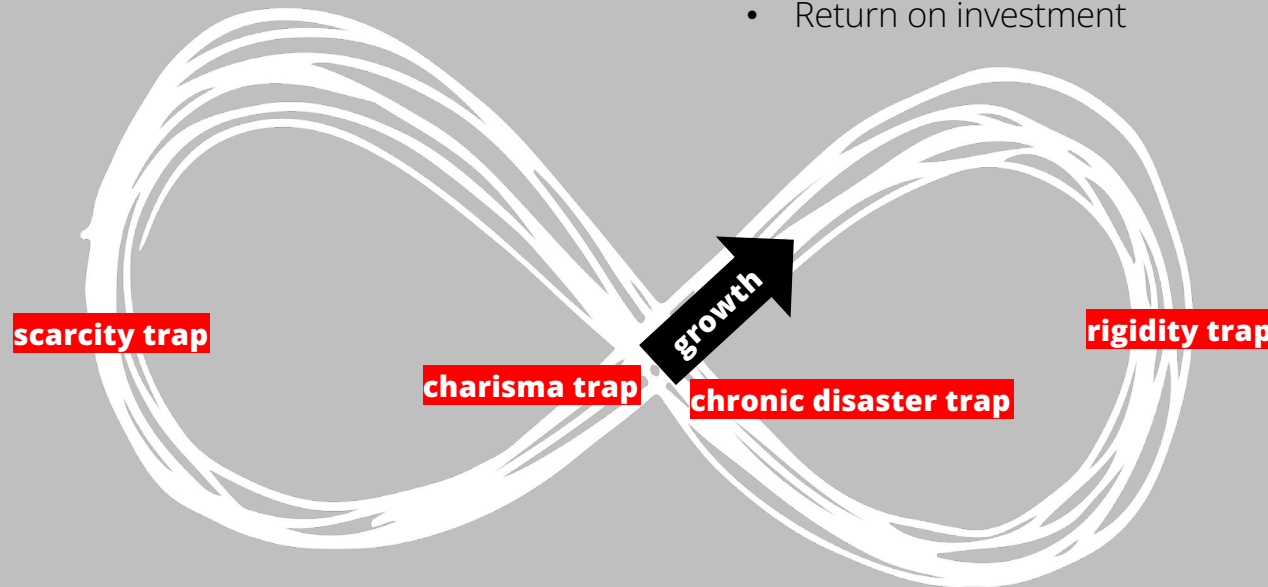 • Return on investment
growth
scarcity trap
rigidity trap
charisma trap
chronic disaster trap